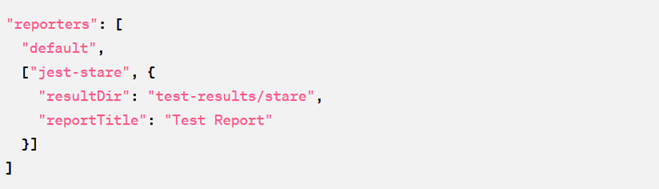 "reporters": [
  "default",
  ["jest-stare", {
    "resultDir": "test-results/stare",
    "reportTitle": "Test Report"
  }]
]